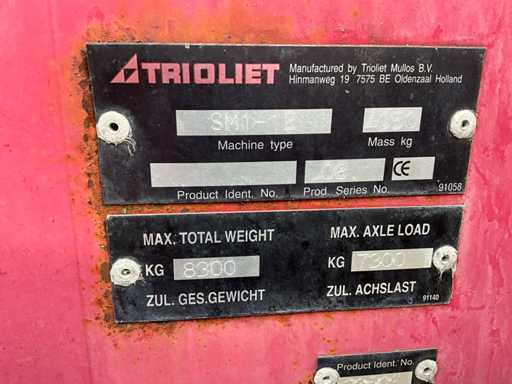 TRIOLIET
Manufactured by Trioliet Mullos B.V.
Hinmanweg 19 7575 BE Oldenzaal Holland
SM1-12
Machine type
Mass kg
08
CE
Product Ident. No.
Prod. Series No.
91058
MAX. TOTAL WEIGHT
MAX. AXLE LOAD
KG 8300
KG 7300
ZUL. GES.GEWICHT
ZUL. ACHSLAST
91140
Product Ident. No.